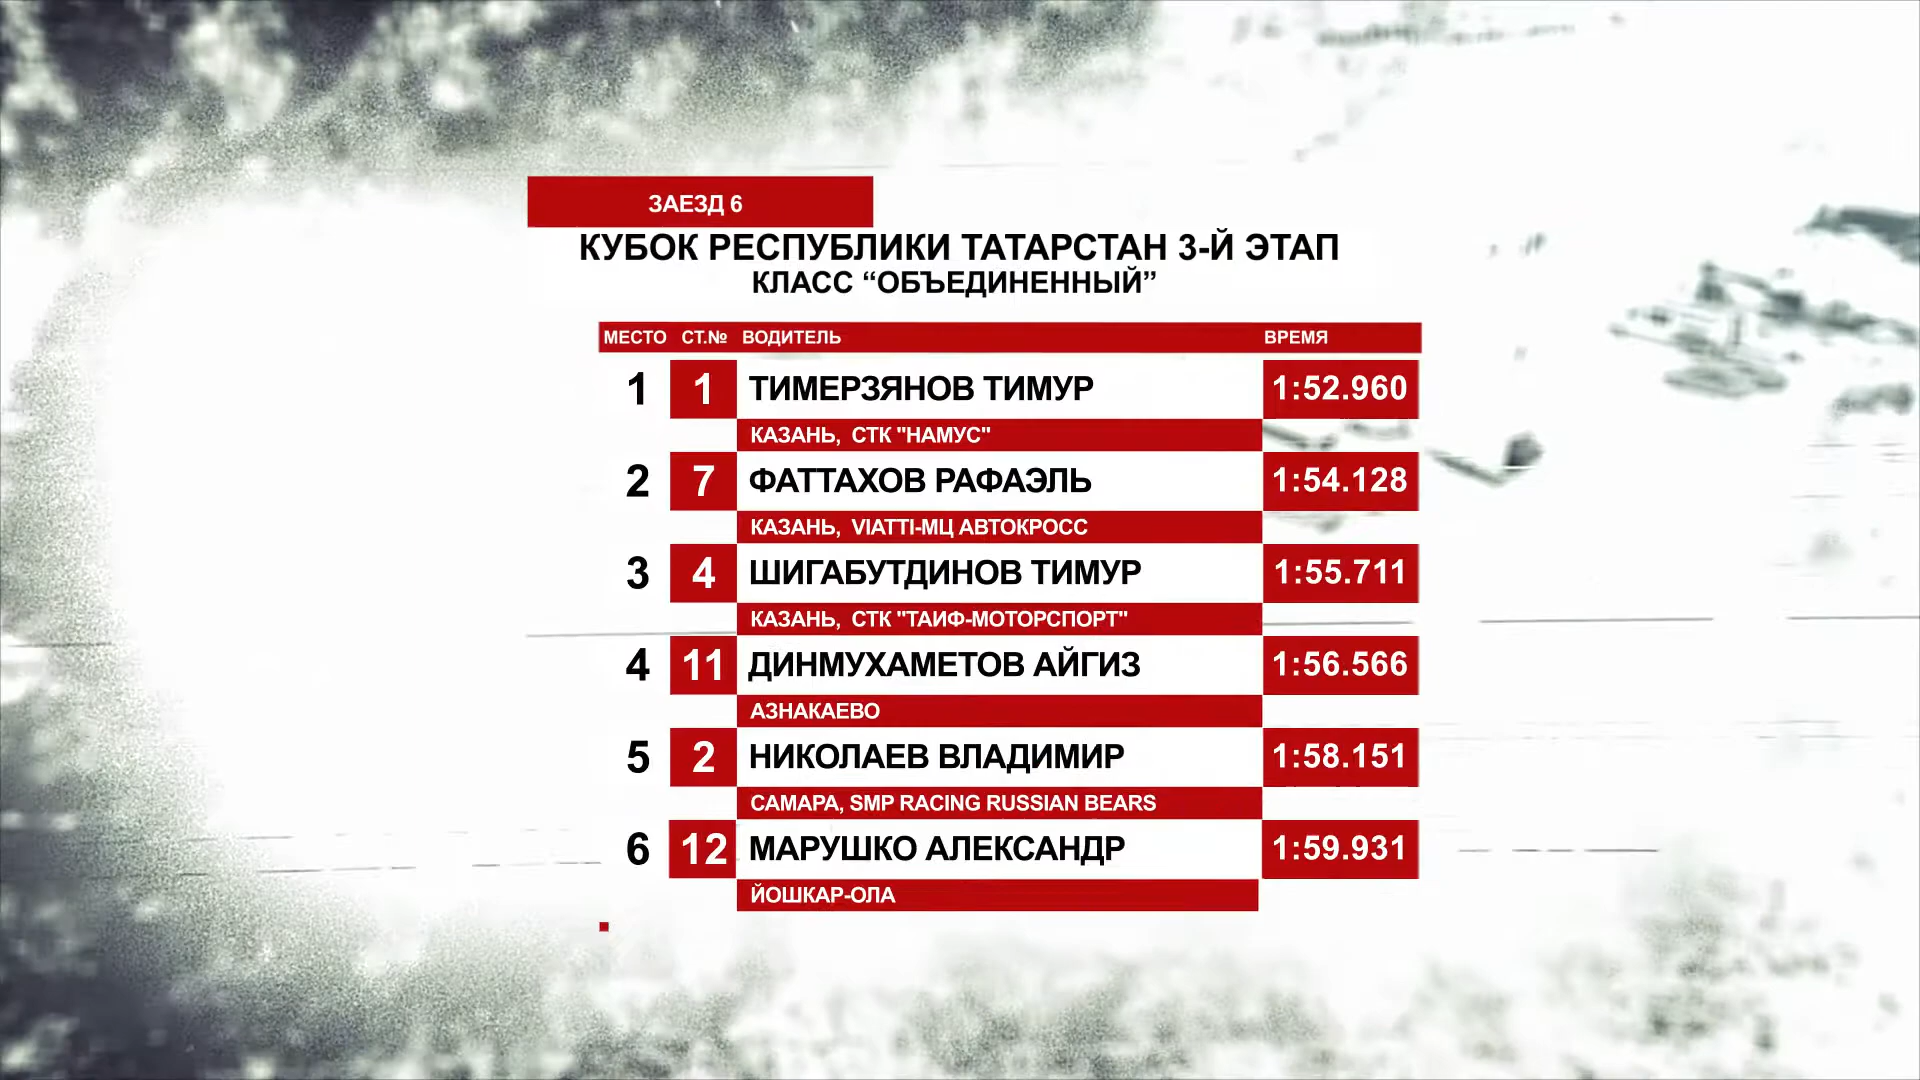 ЗАЕЗД 6
КУБОК РЕСПУБЛИКИ ТАТАРСТАН 3-Й ЭТАП
КЛАСС “ОБЪЕДИНЕННЫЙ”
МЕСТО СТ.№ ВОДИТЕЛЬ ВРЕМЯ
1 1 ТИМЕРЗЯНОВ ТИМУР 1:52.960
КАЗАНЬ, СТК "НАМУС"
2 7 ФАТТАХОВ РАФАЭЛЬ 1:54.128
КАЗАНЬ, VIATTI-МЦ АВТОКРОСС
3 4 ШИГАБУТДИНОВ ТИМУР 1:55.711
КАЗАНЬ, СТК "ТАИФ-МОТОРСПОРТ"
4 11 ДИНМУХАМЕТОВ АЙГИЗ 1:56.566
АЗНАКАЕВО
5 2 НИКОЛАЕВ ВЛАДИМИР 1:58.151
САМАРА, SMP RACING RUSSIAN BEARS
6 12 МАРУШКО АЛЕКСАНДР 1:59.931
ЙОШКАР-ОЛА